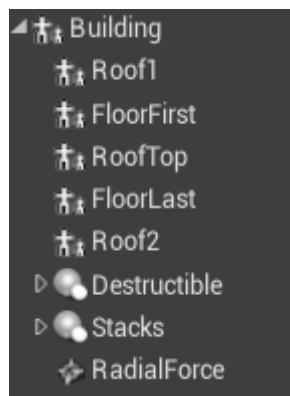 Building
Roof1
FloorFirst
RoofTop
FloorLast
Roof2
Destructible
Stacks
RadialForce